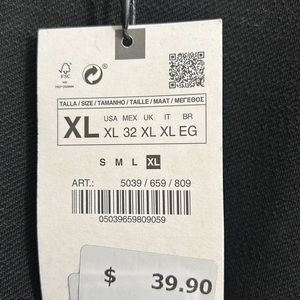 FSC
TALLA / SIZE / TAMANHO / TAILLE / MAAT / ΜΕΓΕΘΟΣ
XL
USA MEX UK IT BR
XL 32 XL XL EG
S M L XL
ART.: 5039 / 659 / 809
05039659809059
$ 39.90